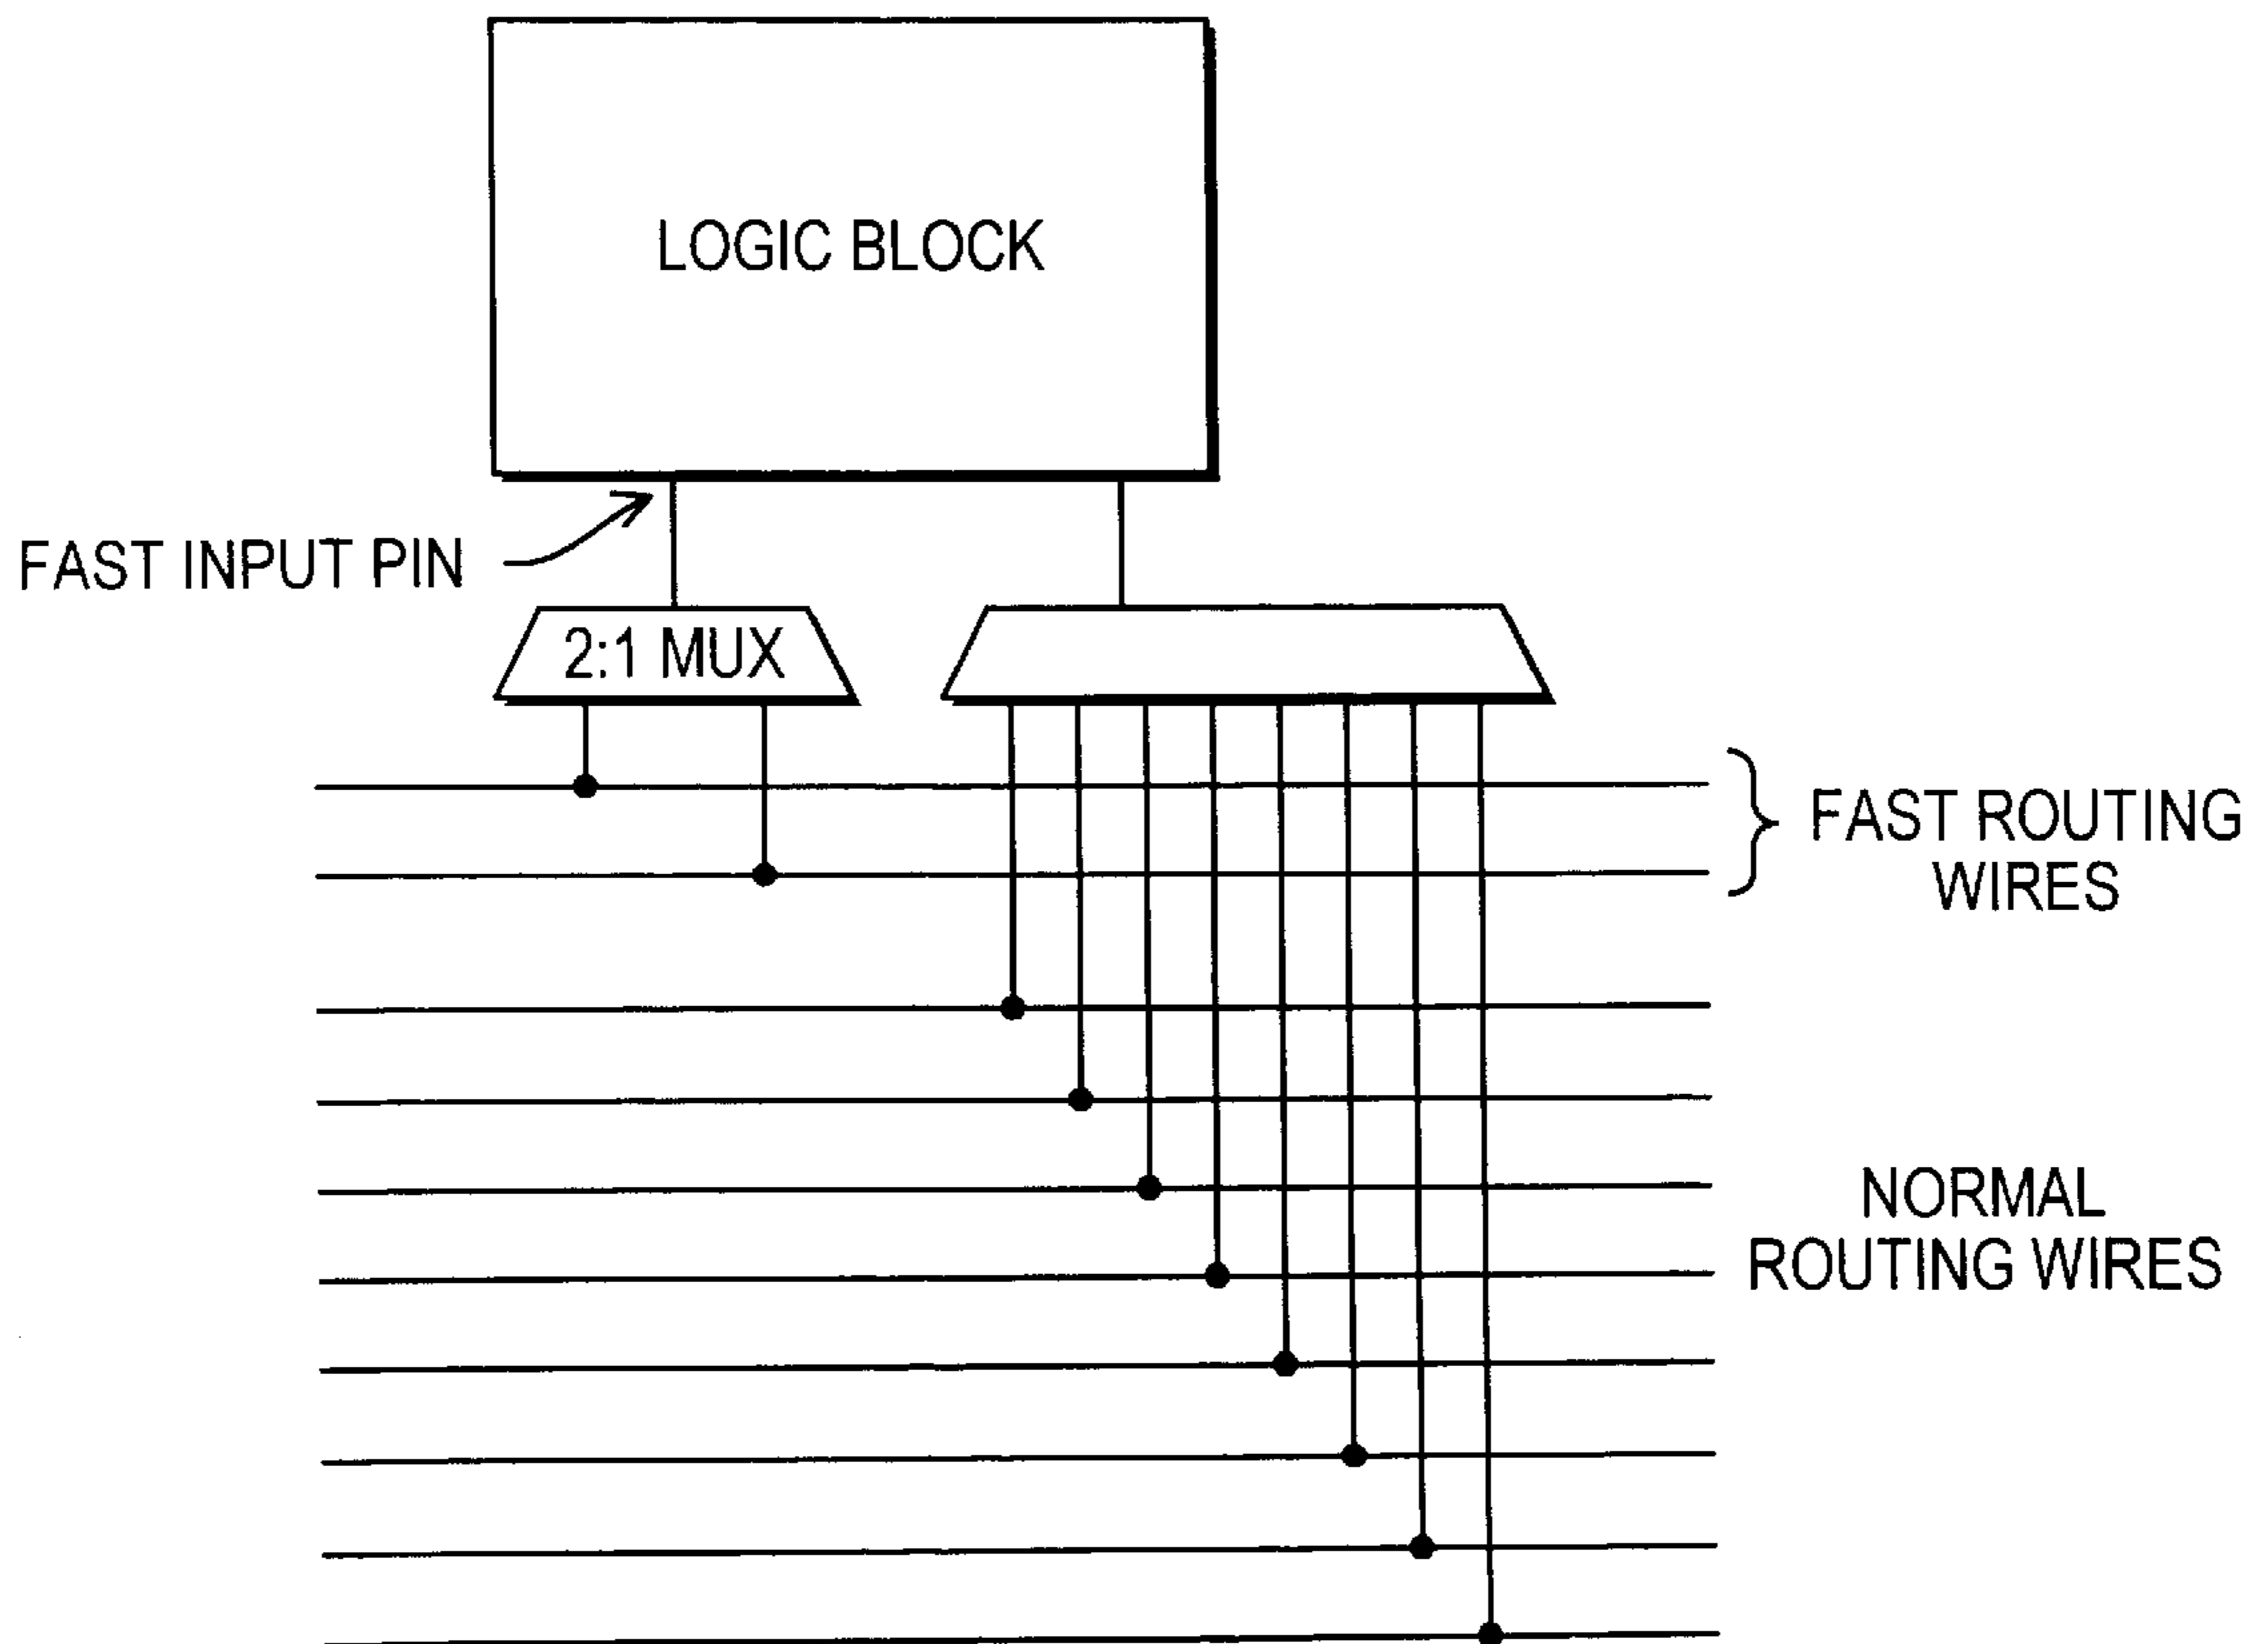 LOGIC BLOCK
FAST INPUT PIN
2:1 MUX
FAST ROUTING
WIRES
NORMAL
ROUTING WIRES